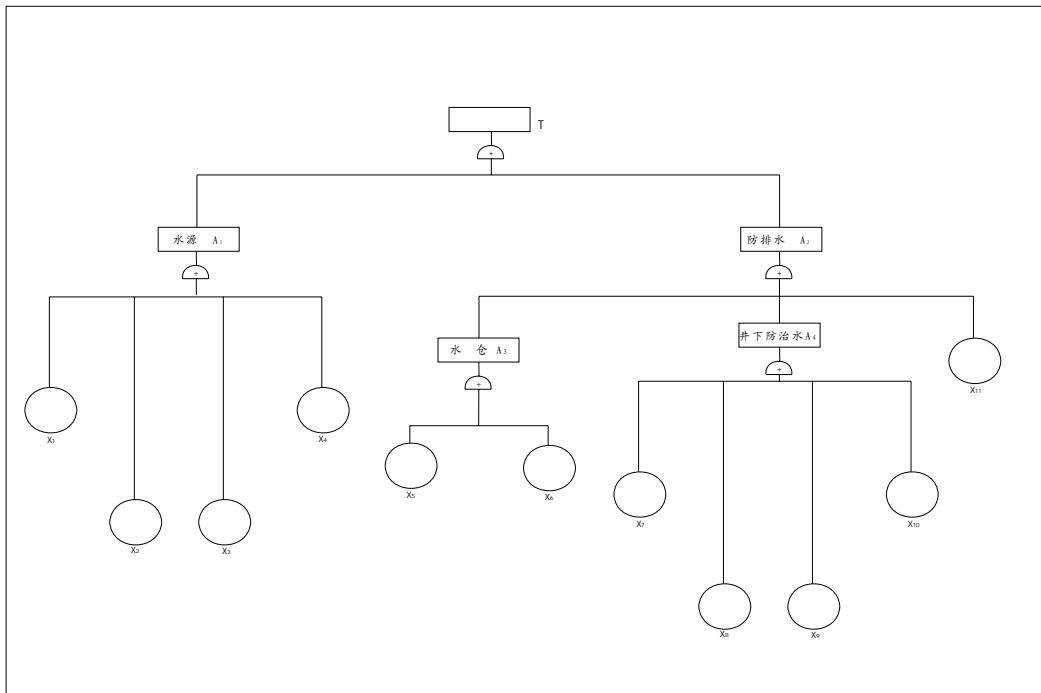 T
+
水源 A₁
防排水 A₂
+
+
水 仓 A₃
井下防治水A₄
+
+
X₁₁
X₁
X₄
X₅
X₆
X₇
X₁₀
X₂
X₃
X₈
X₉